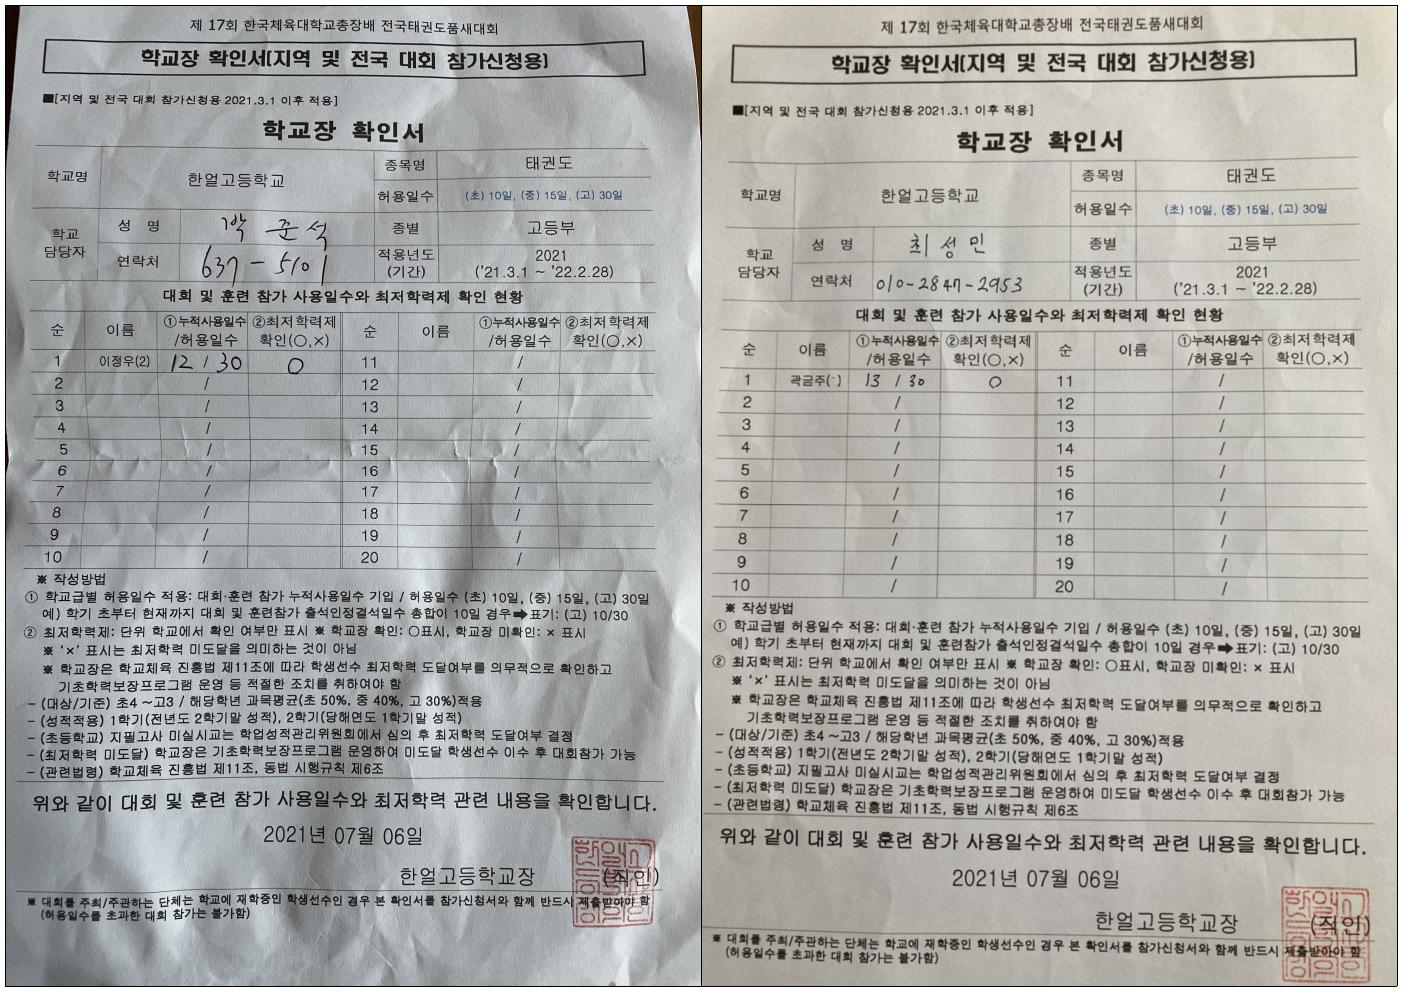 제 17회 한국체육대학교총장배 전국태권도품새대회
학교장 확인서(지역 및 전국 대회 참가신청용)
■[지역 및 전국 대회 참가신청용 2021.3.1 이후 적용]
학교장 확인서
학교명 한얼고등학교 종목명 태권도
허용일수 (초) 10일, (중) 15일, (고) 30일
학교 담당자 성 명 박 준 석 종별 고등부
연락처 637-5101 적용년도 (기간) 2021 ('21.3.1 ~ '22.2.28)
대회 및 훈련 참가 사용일수와 최저학력제 확인 현황
순 이름 ①누적사용일수 /허용일수 ②최저학력제 확인(○,×) 순 이름 ①누적사용일수 /허용일수 ②최저학력제 확인(○,×)
1 이정우(2) 12 / 30 O 11 /
2 / 12 /
3 / 13 /
4 / 14 /
5 / 15 /
6 / 16 /
7 / 17 /
8 / 18 /
9 / 19 /
10 / 20 /
※ 작성방법
① 학교급별 허용일수 적용: 대회·훈련 참가 누적사용일수 기입 / 허용일수 (초) 10일, (중) 15일, (고) 30일
예) 학기 초부터 현재까지 대회 및 훈련참가 출석인정결석일수 총합이 10일 경우➡표기: (고) 10/30
② 최저학력제: 단위 학교에서 확인 여부만 표시 ※ 학교장 확인: ○표시, 학교장 미확인: × 표시
※ '×' 표시는 최저학력 미도달을 의미하는 것이 아님
※ 학교장은 학교체육 진흥법 제11조에 따라 학생선수 최저학력 도달여부를 의무적으로 확인하고
기초학력보장프로그램 운영 등 적절한 조치를 취하여야 함
- (대상/기준) 초4 ~고3 / 해당학년 과목평균(초 50%, 중 40%, 고 30%)적용
- (성적적용) 1학기(전년도 2학기말 성적), 2학기(당해연도 1학기말 성적)
- (초등학교) 지필고사 미실시교는 학업성적관리위원회에서 심의 후 최저학력 도달여부 결정
- (최저학력 미도달) 학교장은 기초학력보장프로그램 운영하여 미도달 학생선수 이수 후 대회참가 가능
- (관련법령) 학교체육 진흥법 제11조, 동법 시행규칙 제6조
위와 같이 대회 및 훈련 참가 사용일수와 최저학력 관련 내용을 확인합니다.
2021년 07월 06일
한얼고등학교장 (직인)
※ 대회를 주최/주관하는 단체는 학교에 재학중인 학생선수인 경우 본 확인서를 참가신청서와 함께 반드시 제출받아야 함
(허용일수를 초과한 대회 참가는 불가함)
제 17회 한국체육대학교총장배 전국태권도품새대회
학교장 확인서(지역 및 전국 대회 참가신청용)
■[지역 및 전국 대회 참가신청용 2021.3.1 이후 적용]
학교장 확인서
학교명 한얼고등학교 종목명 태권도
허용일수 (초) 10일, (중) 15일, (고) 30일
학교 담당자 성 명 최 성 민 종별 고등부
연락처 010-2847-2953 적용년도 (기간) 2021 ('21.3.1 ~ '22.2.28)
대회 및 훈련 참가 사용일수와 최저학력제 확인 현황
순 이름 ①누적사용일수 /허용일수 ②최저학력제 확인(○,×) 순 이름 ①누적사용일수 /허용일수 ②최저학력제 확인(○,×)
1 곽금주 13 / 30 O 11 /
2 / 12 /
3 / 13 /
4 / 14 /
5 / 15 /
6 / 16 /
7 / 17 /
8 / 18 /
9 / 19 /
10 / 20 /
※ 작성방법
① 학교급별 허용일수 적용: 대회·훈련 참가 누적사용일수 기입 / 허용일수 (초) 10일, (중) 15일, (고) 30일
예) 학기 초부터 현재까지 대회 및 훈련참가 출석인정결석일수 총합이 10일 경우➡표기: (고) 10/30
② 최저학력제: 단위 학교에서 확인 여부만 표시 ※ 학교장 확인: ○표시, 학교장 미확인: × 표시
※ '×' 표시는 최저학력 미도달을 의미하는 것이 아님
※ 학교장은 학교체육 진흥법 제11조에 따라 학생선수 최저학력 도달여부를 의무적으로 확인하고
기초학력보장프로그램 운영 등 적절한 조치를 취하여야 함
- (대상/기준) 초4 ~고3 / 해당학년 과목평균(초 50%, 중 40%, 고 30%)적용
- (성적적용) 1학기(전년도 2학기말 성적), 2학기(당해연도 1학기말 성적)
- (초등학교) 지필고사 미실시교는 학업성적관리위원회에서 심의 후 최저학력 도달여부 결정
- (최저학력 미도달) 학교장은 기초학력보장프로그램 운영하여 미도달 학생선수 이수 후 대회참가 가능
- (관련법령) 학교체육 진흥법 제11조, 동법 시행규칙 제6조
위와 같이 대회 및 훈련 참가 사용일수와 최저학력 관련 내용을 확인합니다.
2021년 07월 06일
한얼고등학교장 (직인)
※ 대회를 주최/주관하는 단체는 학교에 재학중인 학생선수인 경우 본 확인서를 참가신청서와 함께 반드시 제출받아야 함
(허용일수를 초과한 대회 참가는 불가함)